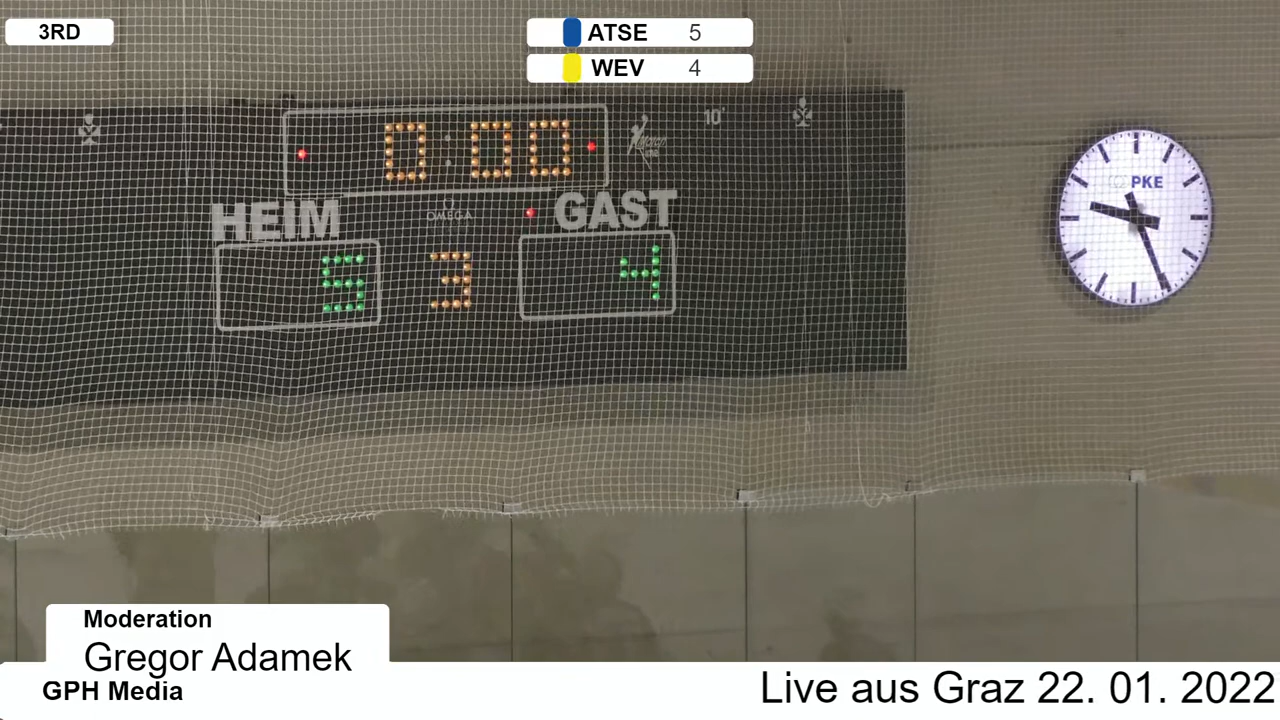 3RD
ATSE 5
WEV 4
10'
0:00
PKE
HEIM
OMEGA
GAST
5 3 4
Moderation
Gregor Adamek
GPH Media
Live aus Graz 22. 01. 2022